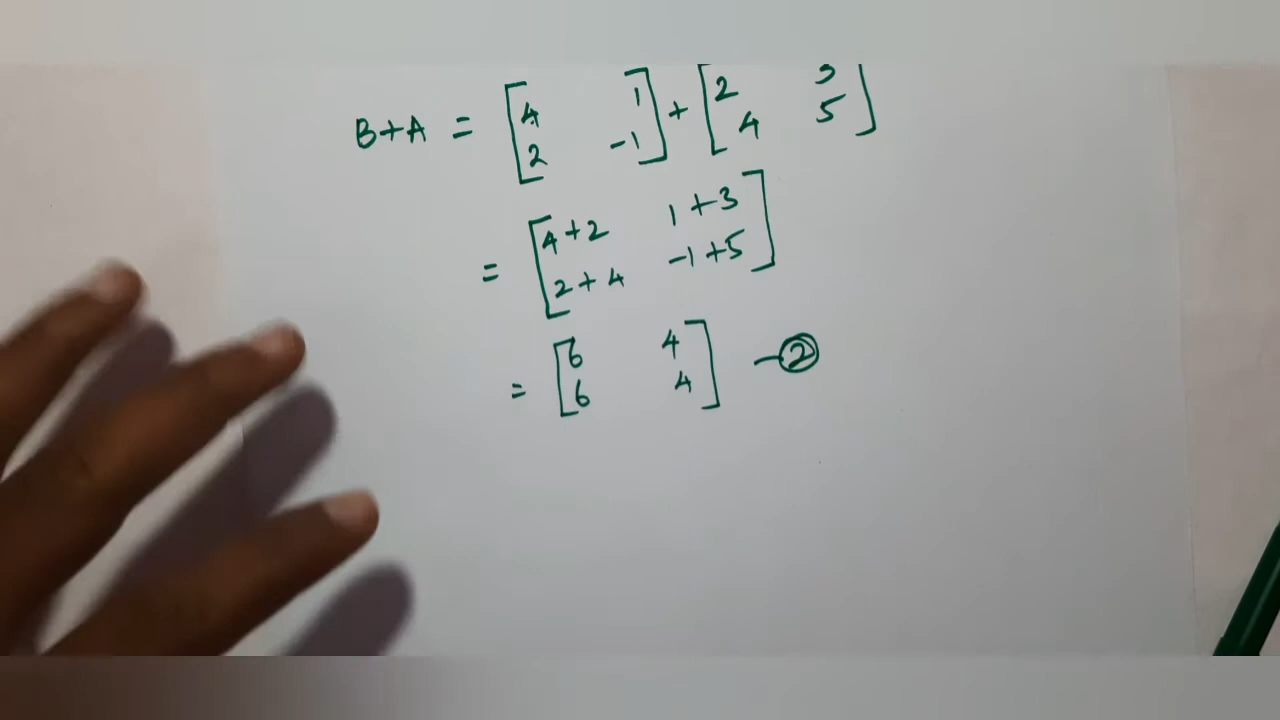 B+A = [4 1] + [2 3]
[2 -1] [4 5]
= [4+2 1+3]
[2+4 -1+5]
= [6 4] -②
[6 4]